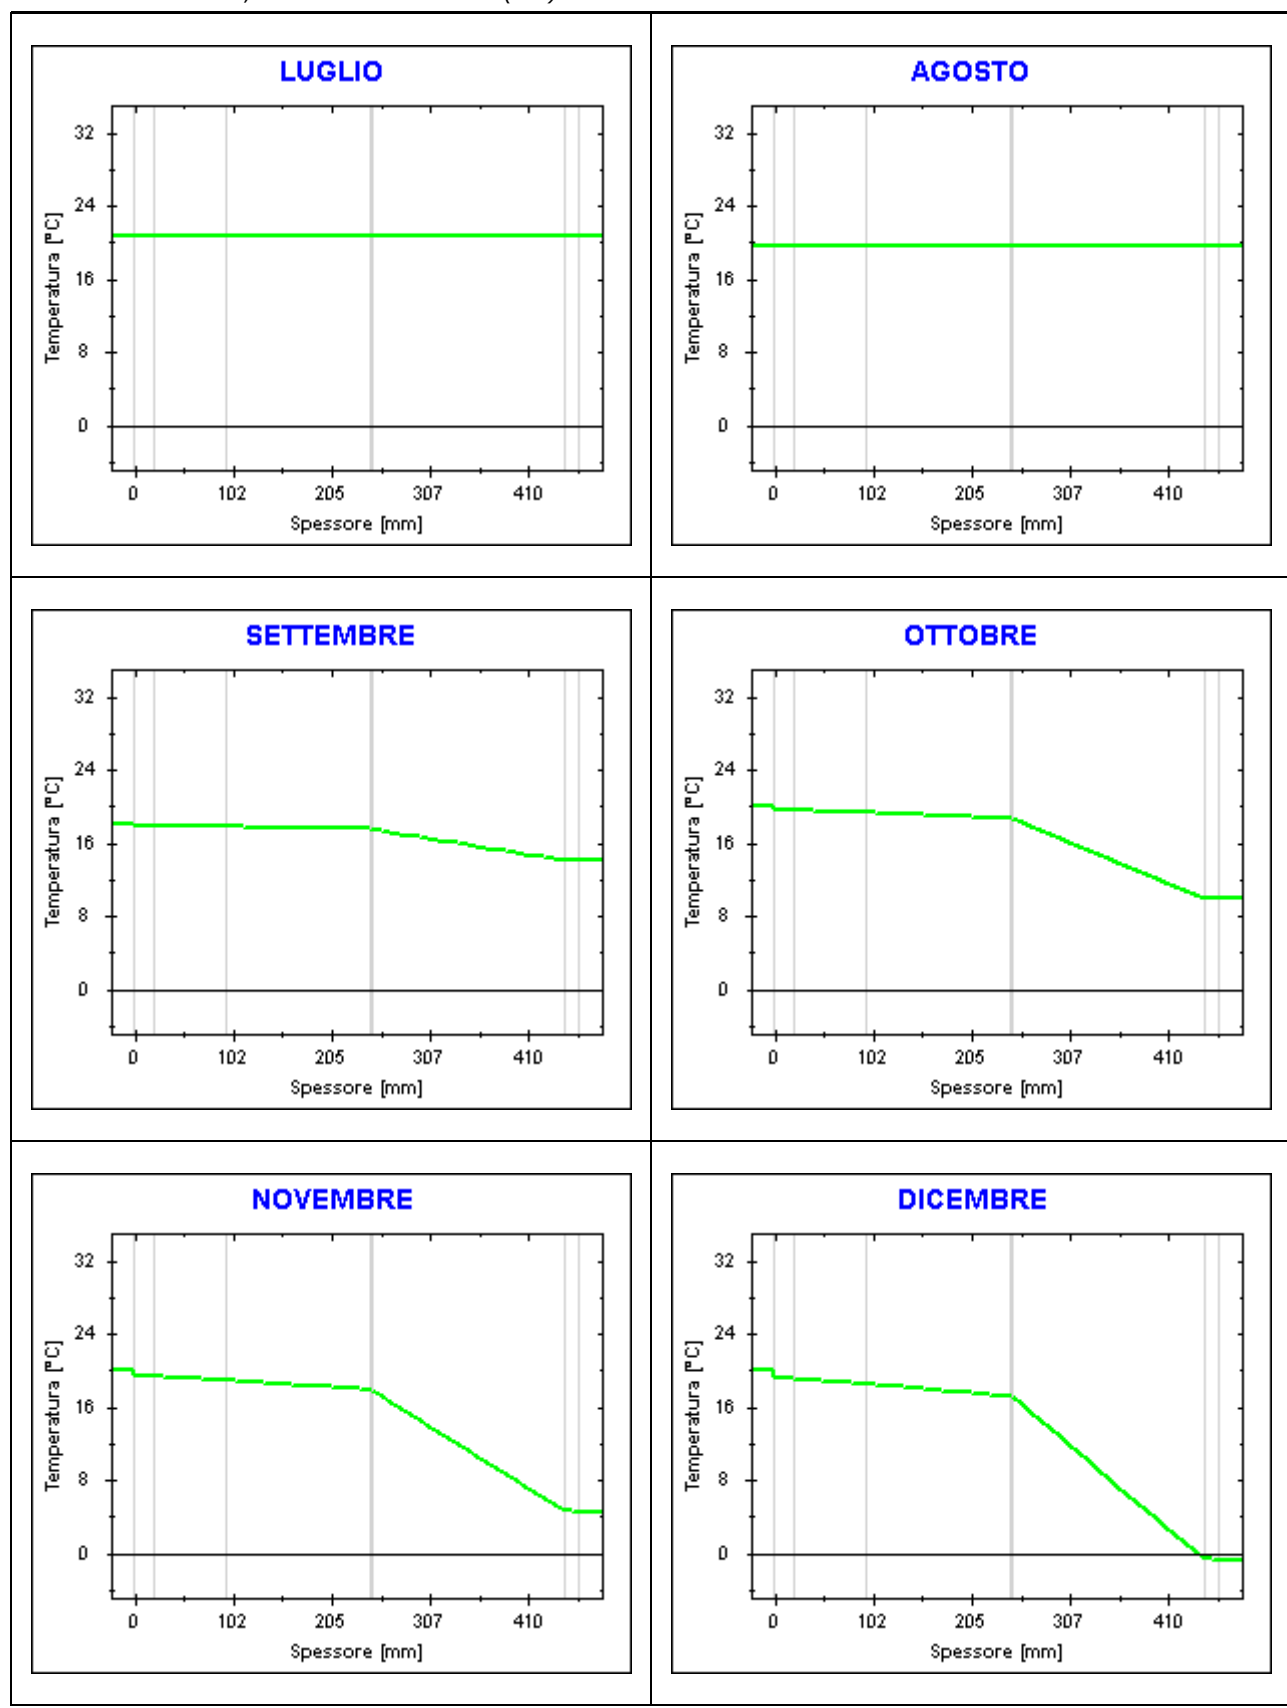 LUGLIO
32
24
16
8
0
Temperatura [°C]
0 102 205 307 410
Spessore [mm]
AGOSTO
32
24
16
8
0
Temperatura [°C]
0 102 205 307 410
Spessore [mm]
SETTEMBRE
32
24
16
8
0
Temperatura [°C]
0 102 205 307 410
Spessore [mm]
OTTOBRE
32
24
16
8
0
Temperatura [°C]
0 102 205 307 410
Spessore [mm]
NOVEMBRE
32
24
16
8
0
Temperatura [°C]
0 102 205 307 410
Spessore [mm]
DICEMBRE
32
24
16
8
0
Temperatura [°C]
0 102 205 307 410
Spessore [mm]